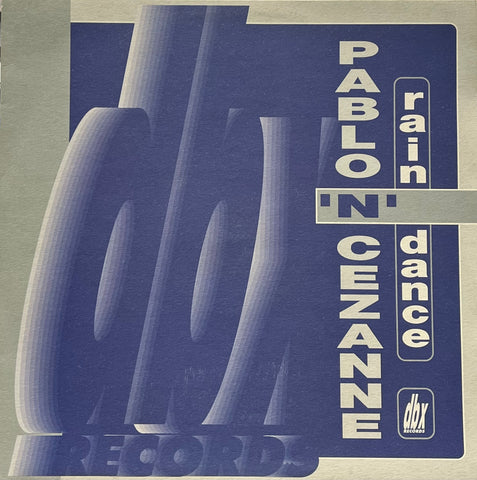 dbx
RECORDS
PABLO
'N'
CEZANNE
rain dance
dbx
RECORDS